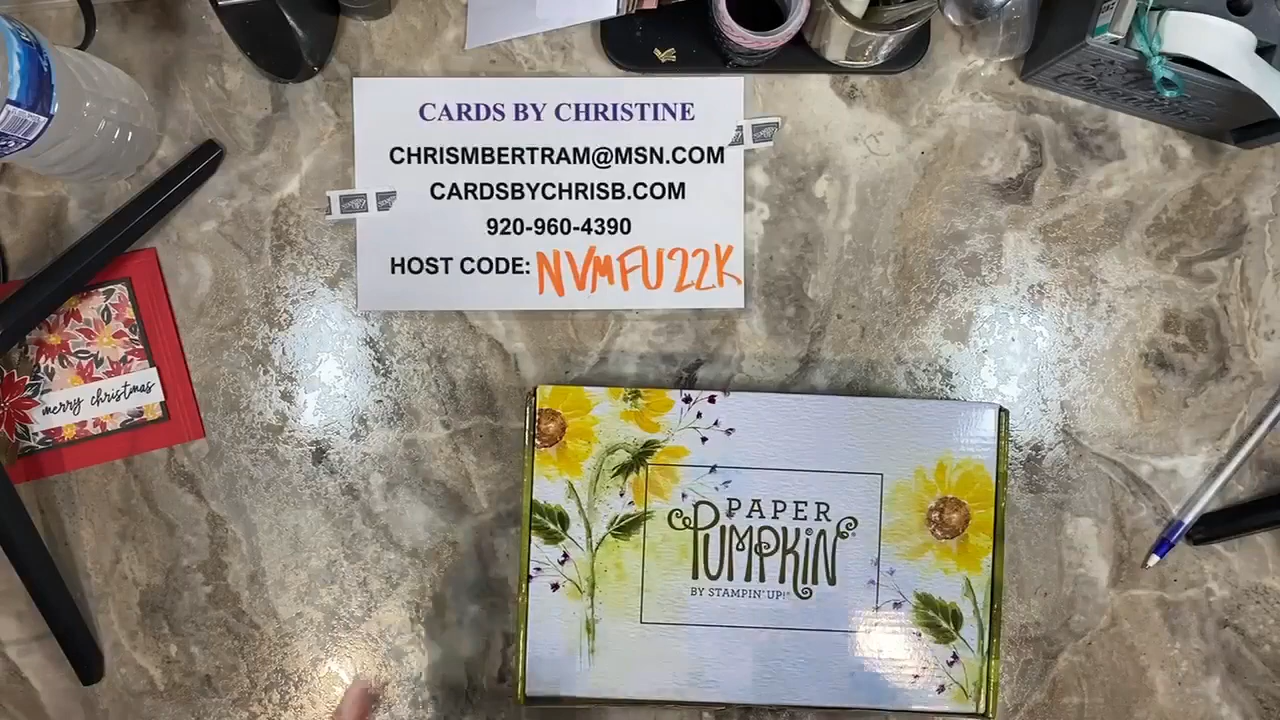 CARDS BY CHRISTINE
CHRISMBERTRAM@MSN.COM
CARDSBYCHRISB.COM
920-960-4390
HOST CODE: NVMFU22K
merry christmas
PAPER
PUMPKIN®
BY STAMPIN' UP!®